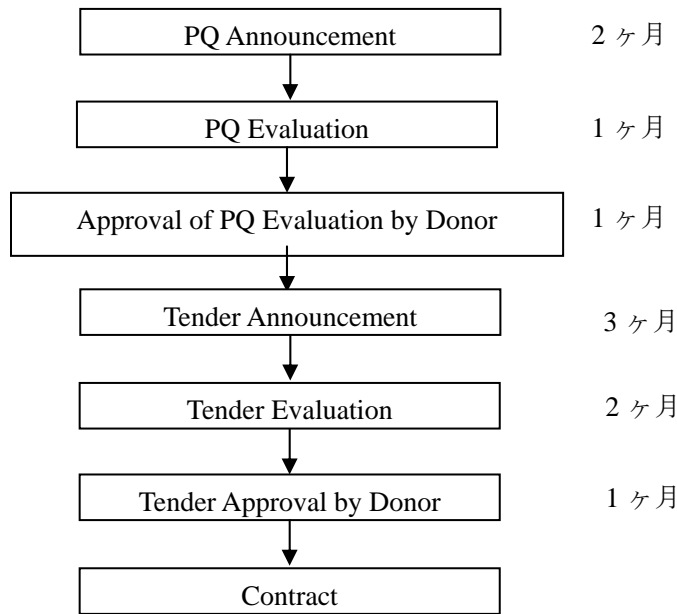 PQ Announcement 2 ヶ月
PQ Evaluation 1 ヶ月
Approval of PQ Evaluation by Donor 1 ヶ月
Tender Announcement 3 ヶ月
Tender Evaluation 2 ヶ月
Tender Approval by Donor 1 ヶ月
Contract